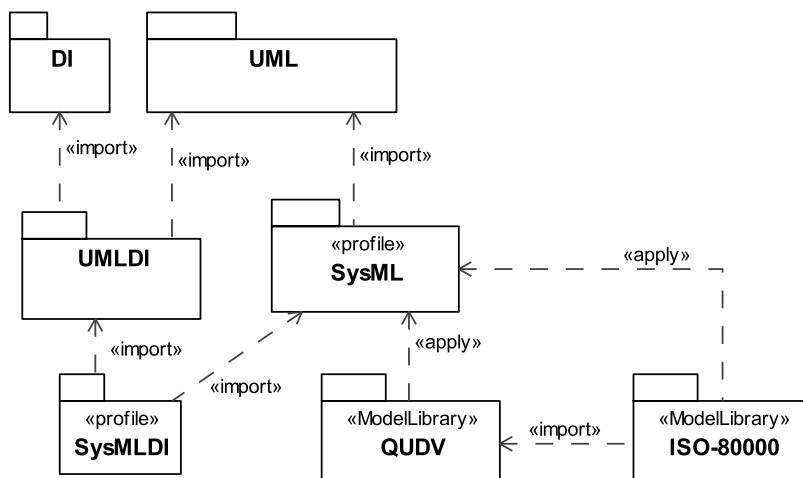 DI
UML
«import»
«import»
«import»
UMLDI
«profile»
SysML
«apply»
«import»
«apply»
«import»
«profile»
SysMLDI
«ModelLibrary»
QUDV
«import»
«ModelLibrary»
ISO-80000